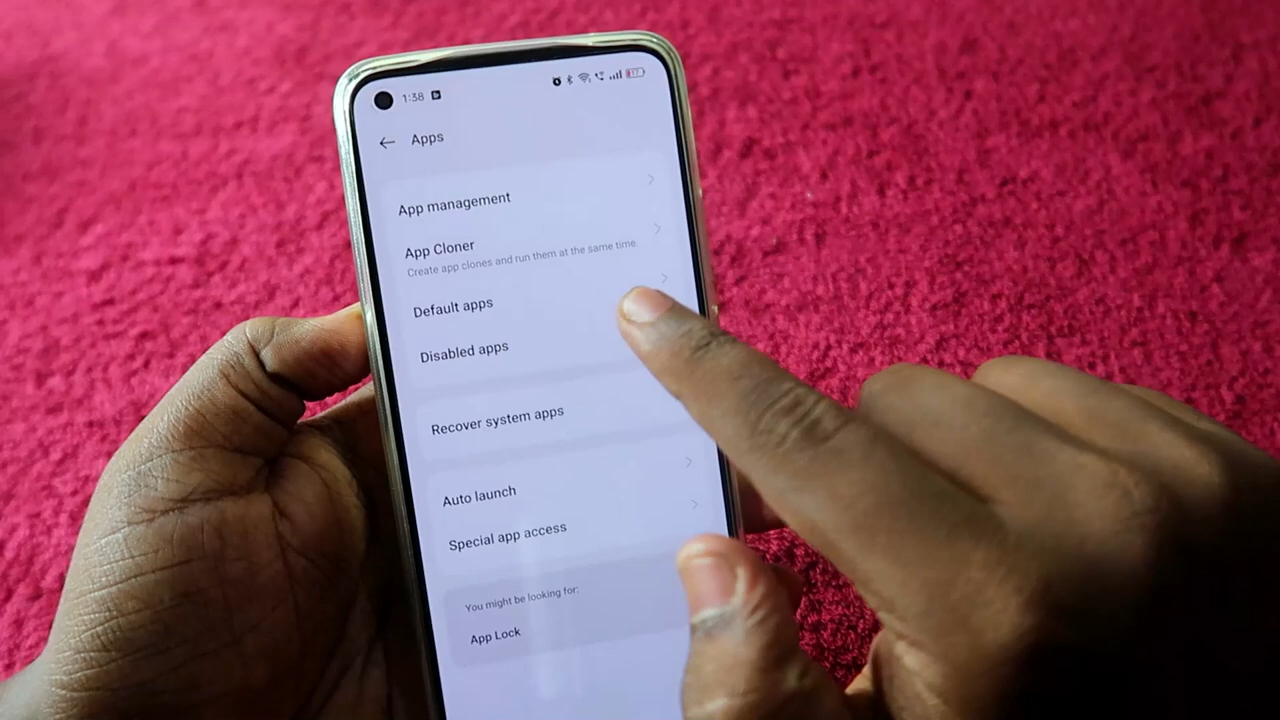 1:38
17
Apps
App management
App Cloner
Create app clones and run them at the same time.
Default apps
Disabled apps
Recover system apps
Auto launch
Special app access
You might be looking for:
App Lock